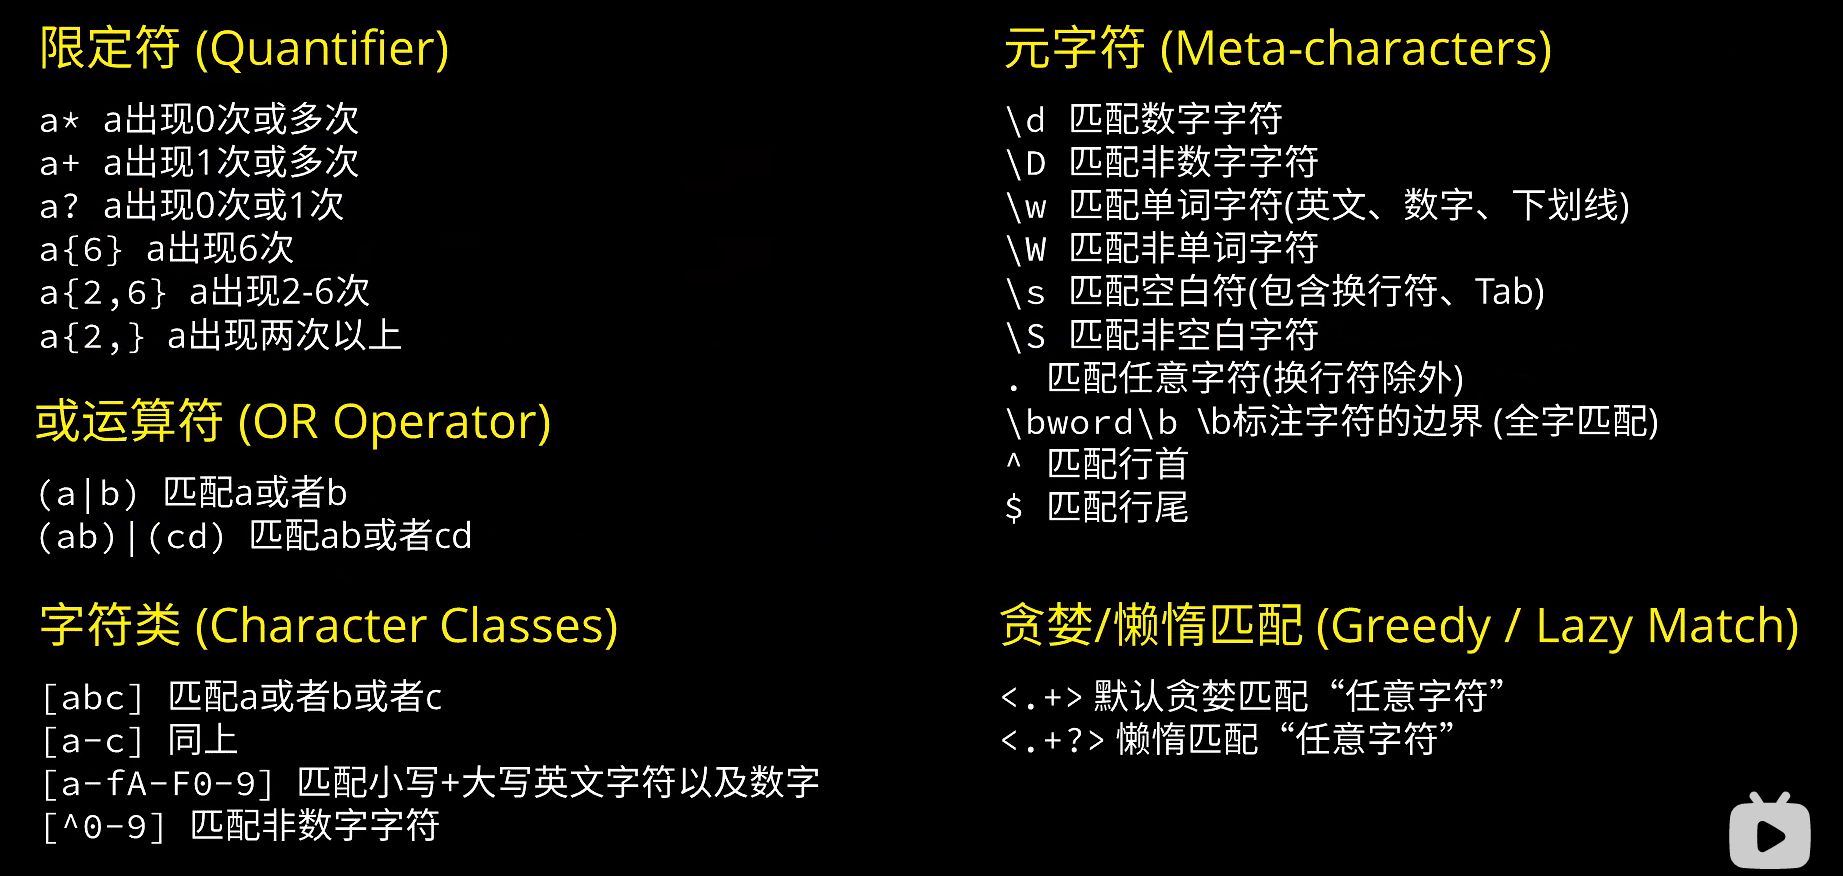 限定符 (Quantifier)
a* a出现0次或多次
a+ a出现1次或多次
a? a出现0次或1次
a{6} a出现6次
a{2,6} a出现2-6次
a{2,} a出现两次以上
或运算符 (OR Operator)
(a|b) 匹配a或者b
(ab)|(cd) 匹配ab或者cd
字符类 (Character Classes)
[abc] 匹配a或者b或者c
[a-c] 同上
[a-fA-F0-9] 匹配小写+大写英文字符以及数字
[^0-9] 匹配非数字字符
元字符 (Meta-characters)
\d 匹配数字字符
\D 匹配非数字字符
\w 匹配单词字符(英文、数字、下划线)
\W 匹配非单词字符
\s 匹配空白符(包含换行符、Tab)
\S 匹配非空白字符
. 匹配任意字符(换行符除外)
\bword\b \b标注字符的边界 (全字匹配)
^ 匹配行首
$ 匹配行尾
贪婪/懒惰匹配 (Greedy / Lazy Match)
<.+> 默认贪婪匹配“任意字符”
<.+?> 懒惰匹配“任意字符”